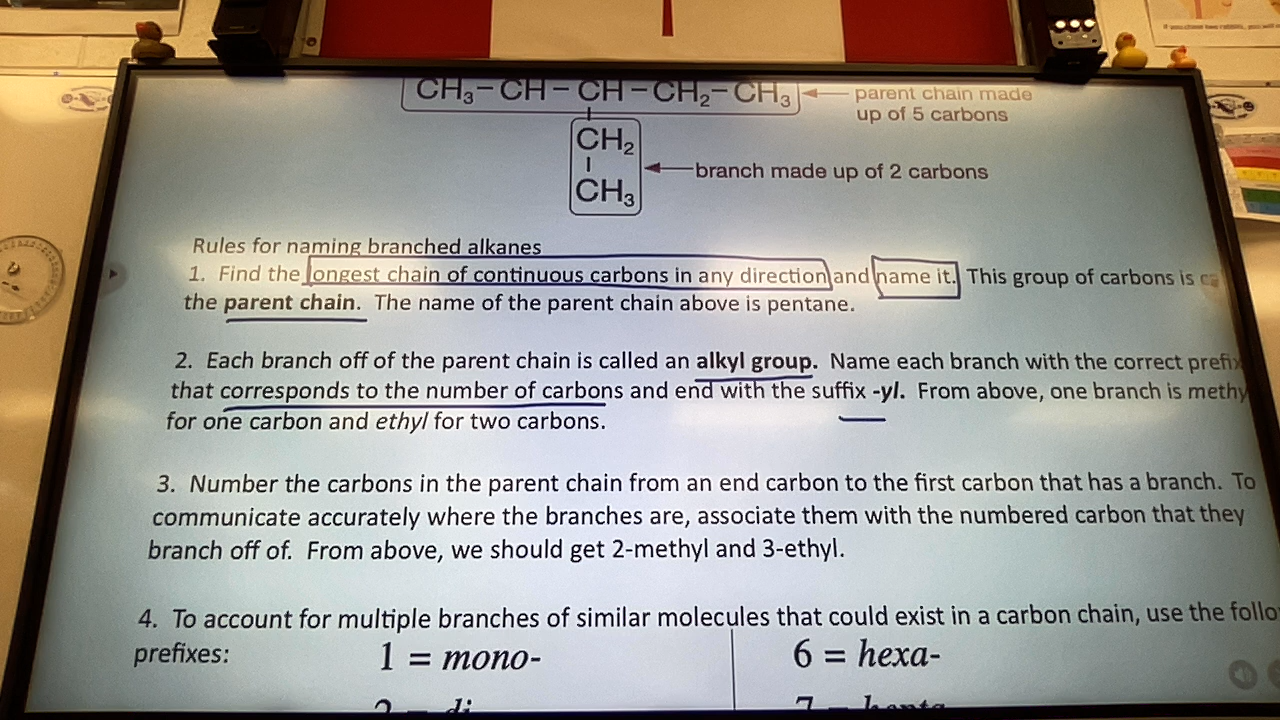 CH₃–CH–CH–CH₂–CH₃ parent chain made
up of 5 carbons
CH₂
branch made up of 2 carbons
CH₃
Rules for naming branched alkanes
1. Find the longest chain of continuous carbons in any direction and name it. This group of carbons is
the parent chain. The name of the parent chain above is pentane.
2. Each branch off of the parent chain is called an alkyl group. Name each branch with the correct prefix
that corresponds to the number of carbons and end with the suffix -yl. From above, one branch is methy
for one carbon and ethyl for two carbons.
3. Number the carbons in the parent chain from an end carbon to the first carbon that has a branch. To
communicate accurately where the branches are, associate them with the numbered carbon that they
branch off of. From above, we should get 2-methyl and 3-ethyl.
4. To account for multiple branches of similar molecules that could exist in a carbon chain, use the follo
prefixes:
1 = mono-
6 = hexa-